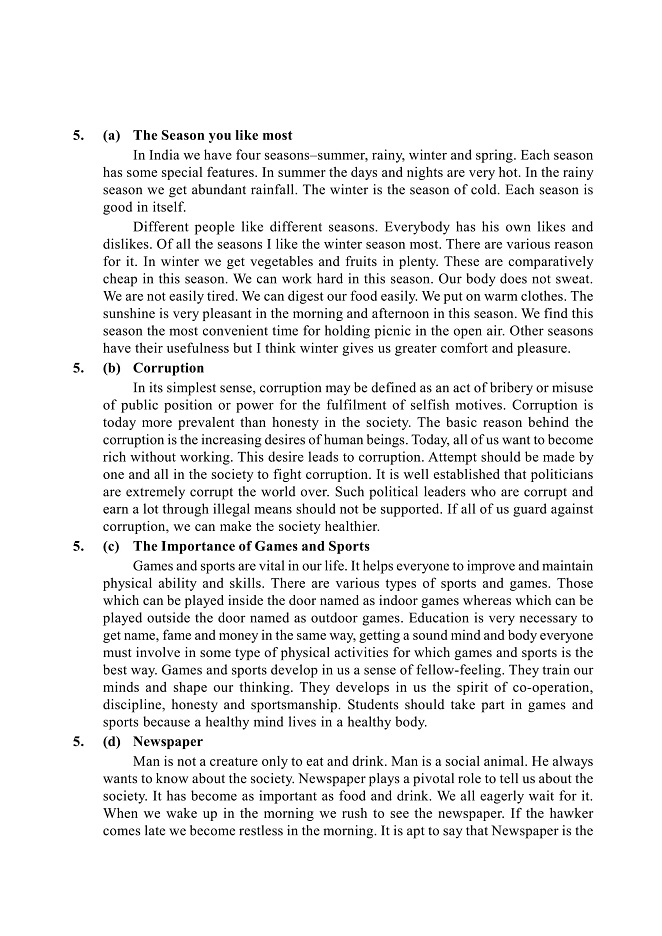 5. (a) The Season you like most
In India we have four seasons–summer, rainy, winter and spring. Each season
has some special features. In summer the days and nights are very hot. In the rainy
season we get abundant rainfall. The winter is the season of cold. Each season is
good in itself.
Different people like different seasons. Everybody has his own likes and
dislikes. Of all the seasons I like the winter season most. There are various reason
for it. In winter we get vegetables and fruits in plenty. These are comparatively
cheap in this season. We can work hard in this season. Our body does not sweat.
We are not easily tired. We can digest our food easily. We put on warm clothes. The
sunshine is very pleasant in the morning and afternoon in this season. We find this
season the most convenient time for holding picnic in the open air. Other seasons
have their usefulness but I think winter gives us greater comfort and pleasure.
5. (b) Corruption
In its simplest sense, corruption may be defined as an act of bribery or misuse
of public position or power for the fulfilment of selfish motives. Corruption is
today more prevalent than honesty in the society. The basic reason behind the
corruption is the increasing desires of human beings. Today, all of us want to become
rich without working. This desire leads to corruption. Attempt should be made by
one and all in the society to fight corruption. It is well established that politicians
are extremely corrupt the world over. Such political leaders who are corrupt and
earn a lot through illegal means should not be supported. If all of us guard against
corruption, we can make the society healthier.
5. (c) The Importance of Games and Sports
Games and sports are vital in our life. It helps everyone to improve and maintain
physical ability and skills. There are various types of sports and games. Those
which can be played inside the door named as indoor games whereas which can be
played outside the door named as outdoor games. Education is very necessary to
get name, fame and money in the same way, getting a sound mind and body everyone
must involve in some type of physical activities for which games and sports is the
best way. Games and sports develop in us a sense of fellow-feeling. They train our
minds and shape our thinking. They develops in us the spirit of co-operation,
discipline, honesty and sportsmanship. Students should take part in games and
sports because a healthy mind lives in a healthy body.
5. (d) Newspaper
Man is not a creature only to eat and drink. Man is a social animal. He always
wants to know about the society. Newspaper plays a pivotal role to tell us about the
society. It has become as important as food and drink. We all eagerly wait for it.
When we wake up in the morning we rush to see the newspaper. If the hawker
comes late we become restless in the morning. It is apt to say that Newspaper is the